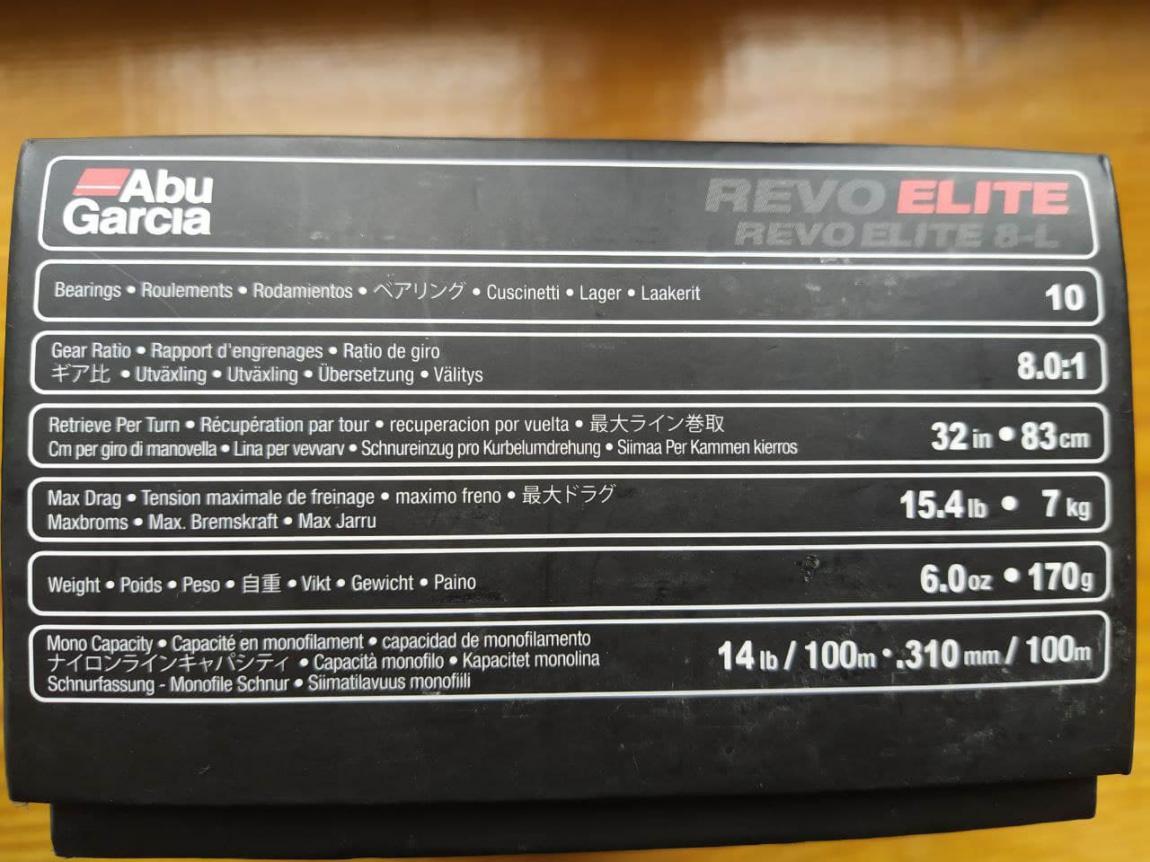 Abu
Garcia
REVO ELITE
REVO ELITE 8-L
Bearings • Roulements • Rodamientos • ベアリング • Cuscinetti • Lager • Laakerit
10
Gear Ratio • Rapport d'engrenages • Ratio de giro
ギア比 • Utväxling • Utväxling • Übersetzung • Välitys
8.0:1
Retrieve Per Turn • Récupération par tour • recuperacion por vuelta • 最大ライン巻取
Cm per giro di manovella • Lina per vevvarv • Schnureinzug pro Kurbelumdrehung • Siimaa Per Kammen kierros
32 in • 83 cm
Max Drag • Tension maximale de freinage • maximo freno • 最大ドラグ
Maxbroms • Max. Bremskraft • Max Jarru
15.4 lb • 7 kg
Weight • Poids • Peso • 自重 • Vikt • Gewicht • Paino
6.0 oz • 170 g
Mono Capacity • Capacité en monofilament • capacidad de monofilamento
ナイロンラインキャパシティ • Capacità monofilo • Kapacitet monolina
Schnurfassung - Monofile Schnur • Siimatilavuus monofiili
14 lb / 100m • .310 mm / 100m